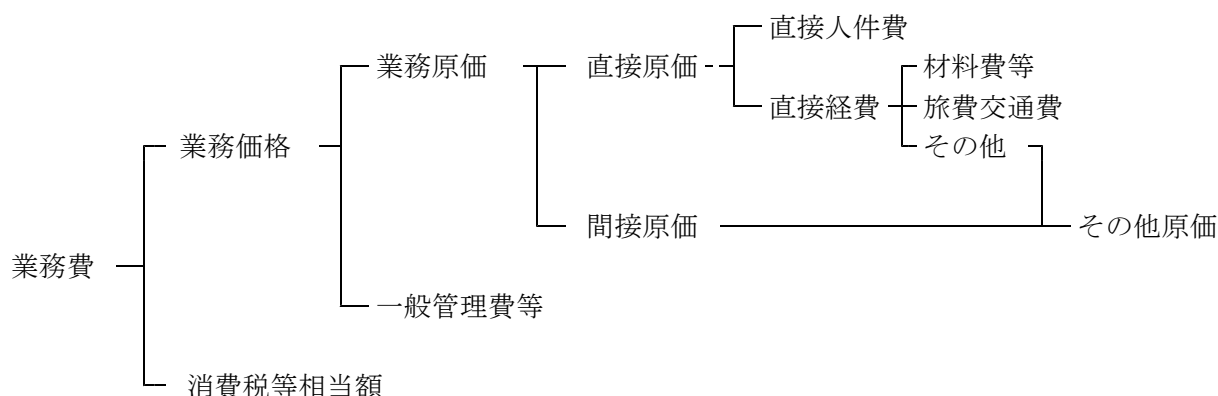 直接人件費
業務原価
直接原価
材料費等
直接経費
旅費交通費
業務価格
その他
間接原価
その他原価
業務費
一般管理費等
消費税等相当額